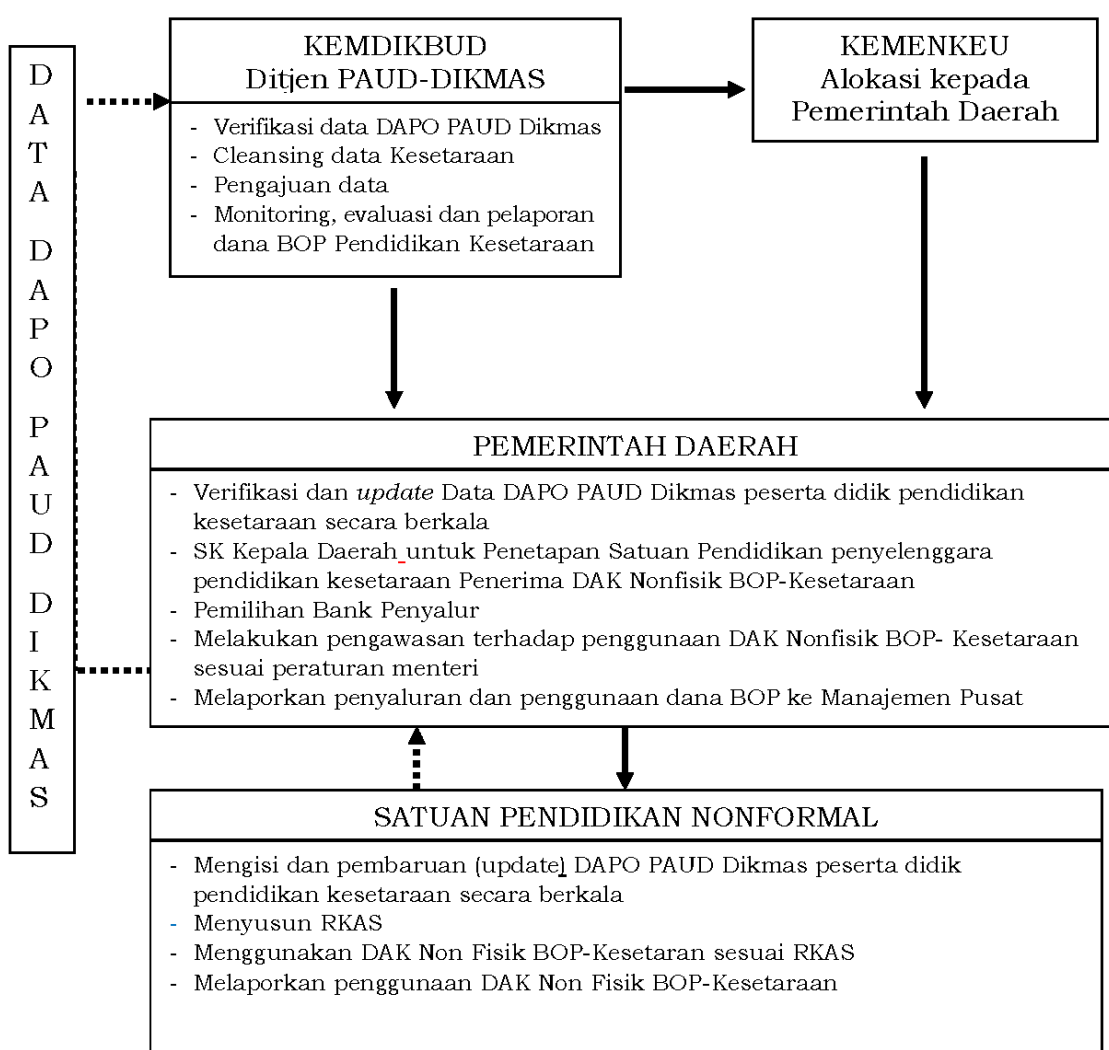 DATA DAPO PAUD DIKMAS
KEMDIKBUD
Ditjen PAUD-DIKMAS
- Verifikasi data DAPO PAUD Dikmas
- Cleansing data Kesetaraan
- Pengajuan data
- Monitoring, evaluasi dan pelaporan
dana BOP Pendidikan Kesetaraan
KEMENKEU
Alokasi kepada
Pemerintah Daerah
PEMERINTAH DAERAH
- Verifikasi dan update Data DAPO PAUD Dikmas peserta didik pendidikan
kesetaraan secara berkala
- SK Kepala Daerah untuk Penetapan Satuan Pendidikan penyelenggara
pendidikan kesetaraan Penerima DAK Nonfisik BOP-Kesetaraan
- Pemilihan Bank Penyalur
- Melakukan pengawasan terhadap penggunaan DAK Nonfisik BOP- Kesetaraan
sesuai peraturan menteri
- Melaporkan penyaluran dan penggunaan dana BOP ke Manajemen Pusat
SATUAN PENDIDIKAN NONFORMAL
- Mengisi dan pembaruan (update) DAPO PAUD Dikmas peserta didik
pendidikan kesetaraan secara berkala
- Menyusun RKAS
- Menggunakan DAK Non Fisik BOP-Kesetaran sesuai RKAS
- Melaporkan penggunaan DAK Non Fisik BOP-Kesetaraan